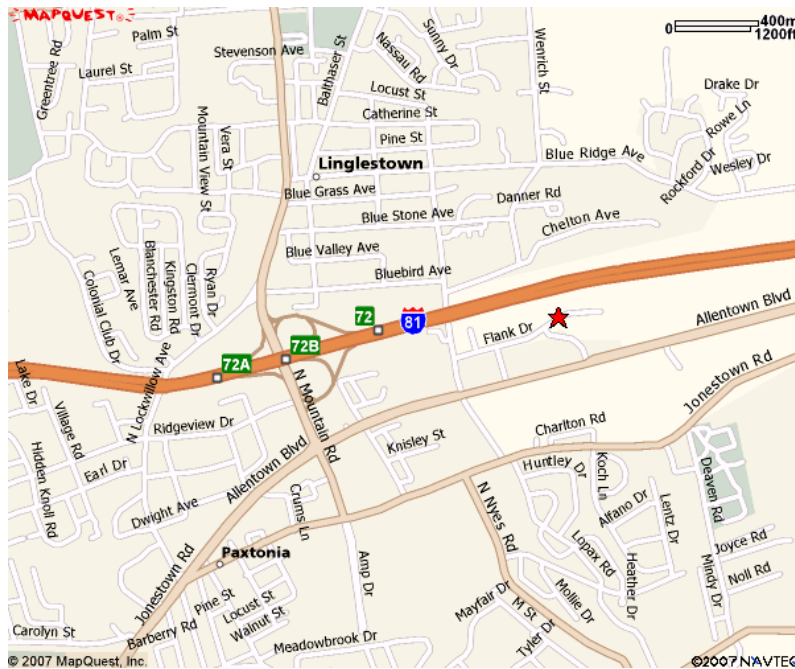 MAPQUEST
0 400m
1200ft
Greentree Rd
Palm St
Stevenson Ave
Laurel St
Balthaser St
Nassau Rd
Sunny Dr
Wenrich St
Locust St
Catherine St
Drake Dr
Rowe Ln
Mountain View St
Vera St
Pine St
Linglestown
Blue Ridge Ave
Rockford Dr
Wesley Dr
Blue Grass Ave
Danner Rd
Blue Stone Ave
Chelton Ave
Blue Valley Ave
Bluebird Ave
Colonial Club Dr
Lemar Ave
Blanchester Rd
Kingston Rd
Clermont Dr
Ryan Dr
72
81
72B
72A
Flank Dr
Allentown Blvd
Lake Dr
Village Rd
N Lockwillow Ave
N Mountain Rd
Jonestown Rd
Ridgeview Dr
Hidden Knoll Rd
Earl Dr
Allentown Blvd
Knisley St
Charlton Rd
Huntley Dr
Koch Ln
Deaven Rd
Dwight Ave
Crums Ln
N Nyes Rd
Alfano Dr
Lentz Dr
Lopax Rd
Heather Dr
Joyce Rd
Paxtonia
Jonestown Rd
Amp Dr
Mindy Dr
Noll Rd
Pine St
Locust St
Walnut St
Mayfair Dr
M St
Mollie Dr
Carolyn St
Barberry Rd
Meadowbrook Dr
Tyler Dr
© 2007 MapQuest, Inc.
©2007 NAVTEQ